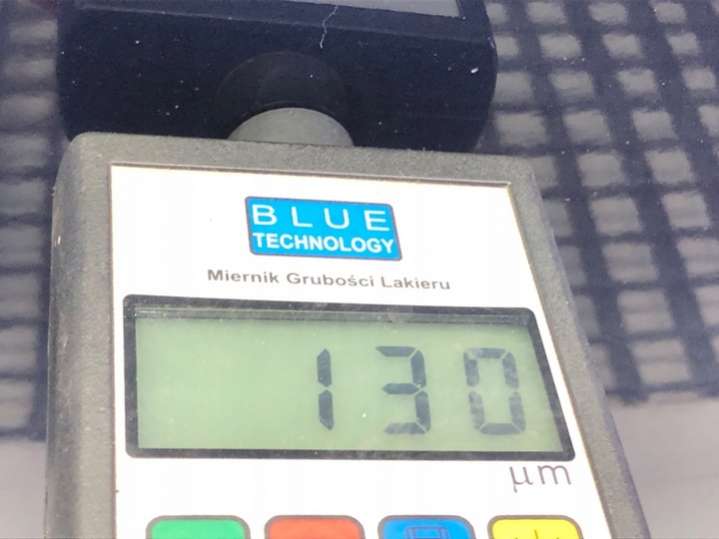 BLUE
TECHNOLOGY
Miernik Grubości Lakieru
130
μm